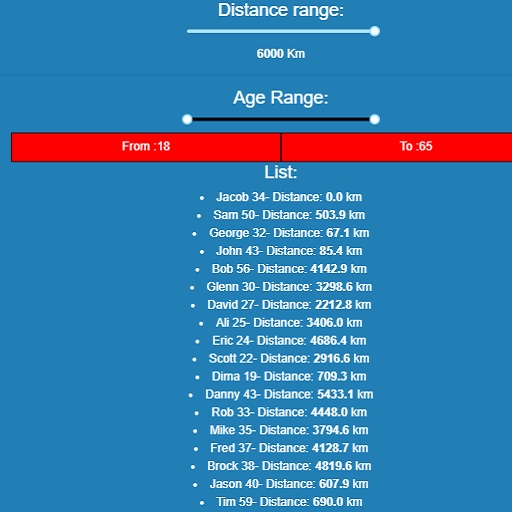 Distance range:
6000 Km
Age Range:
From :18 To :65
List:
Jacob 34- Distance: 0.0 km
Sam 50- Distance: 503.9 km
George 32- Distance: 67.1 km
John 43- Distance: 85.4 km
Bob 56- Distance: 4142.9 km
Glenn 30- Distance: 3298.6 km
David 27- Distance: 2212.8 km
Ali 25- Distance: 3406.0 km
Eric 24- Distance: 4686.4 km
Scott 22- Distance: 2916.6 km
Dima 19- Distance: 709.3 km
Danny 43- Distance: 5433.1 km
Rob 33- Distance: 4448.0 km
Mike 35- Distance: 3794.6 km
Fred 37- Distance: 4128.7 km
Brock 38- Distance: 4819.6 km
Jason 40- Distance: 607.9 km
Tim 59- Distance: 690.0 km